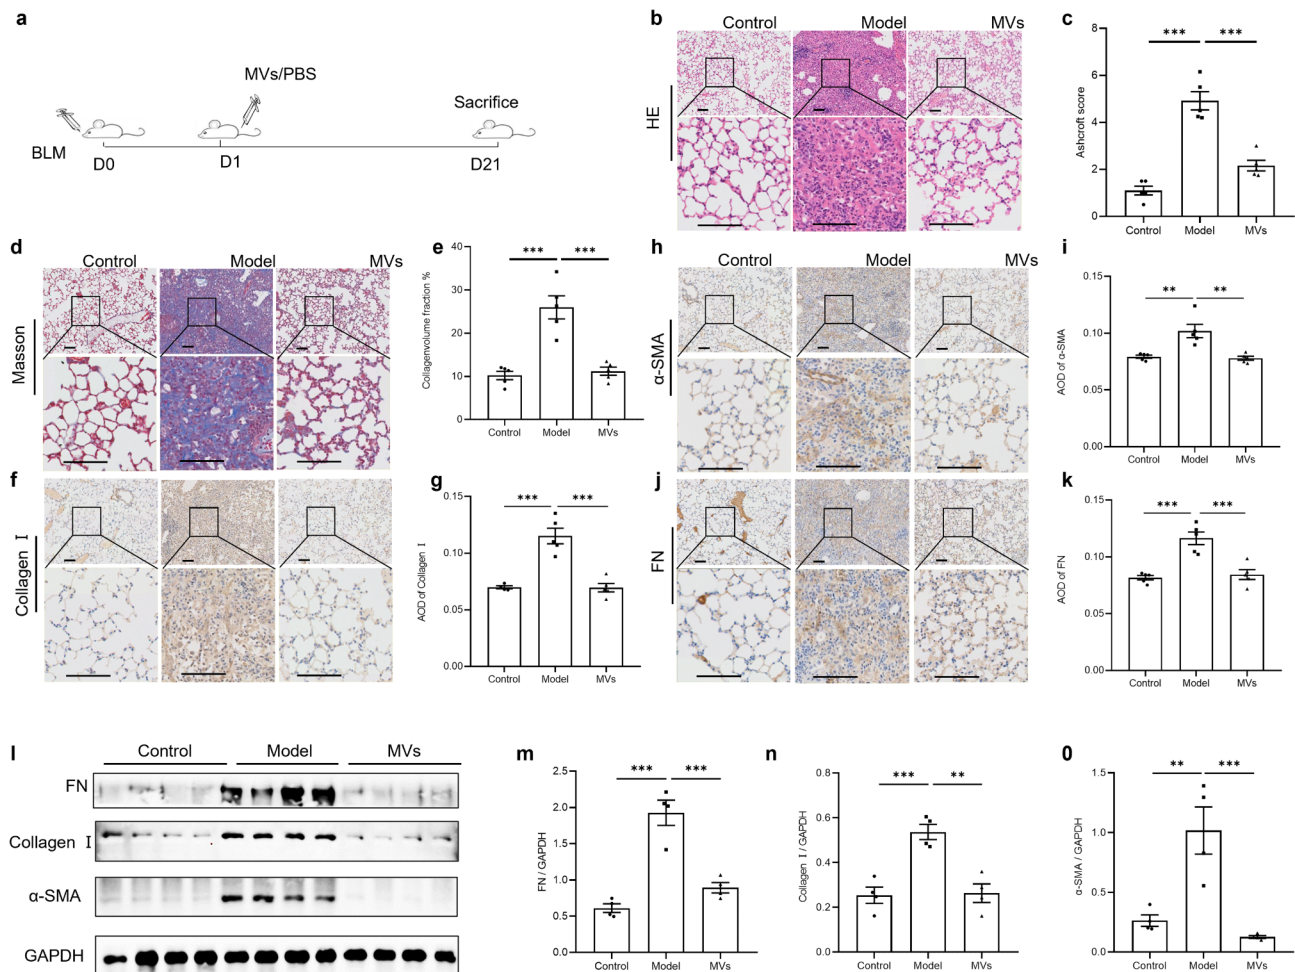 a
MVs/PBS
Sacrifice
BLM
D0
D1
D21
b
Control
Model
MVs
HE
c
***
***
Ashcroft score
8
6
4
2
0
Control
Model
MVs
d
Control
Model
MVs
Masson
e
***
***
Collagenvolume fraction %
40
30
20
10
0
Control
Model
MVs
f
Collagen I
g
***
***
AOD of Collagen I
0.15
0.10
0.05
0.00
Control
Model
MVs
h
Control
Model
MVs
α-SMA
i
**
**
AOD of α-SMA
0.15
0.10
0.05
0.00
Control
Model
MVs
j
FN
k
***
***
AOD of FN
0.15
0.10
0.05
0.00
Control
Model
MVs
l
Control
Model
MVs
FN
Collagen I
α-SMA
GAPDH
m
***
***
FN / GAPDH
2.5
2.0
1.5
1.0
0.5
0.0
Control
Model
MVs
n
***
**
Collagen I / GAPDH
0.8
0.6
0.4
0.2
0.0
Control
Model
MVs
0
**
***
α-SMA / GAPDH
1.5
1.0
0.5
0.0
Control
Model
MVs